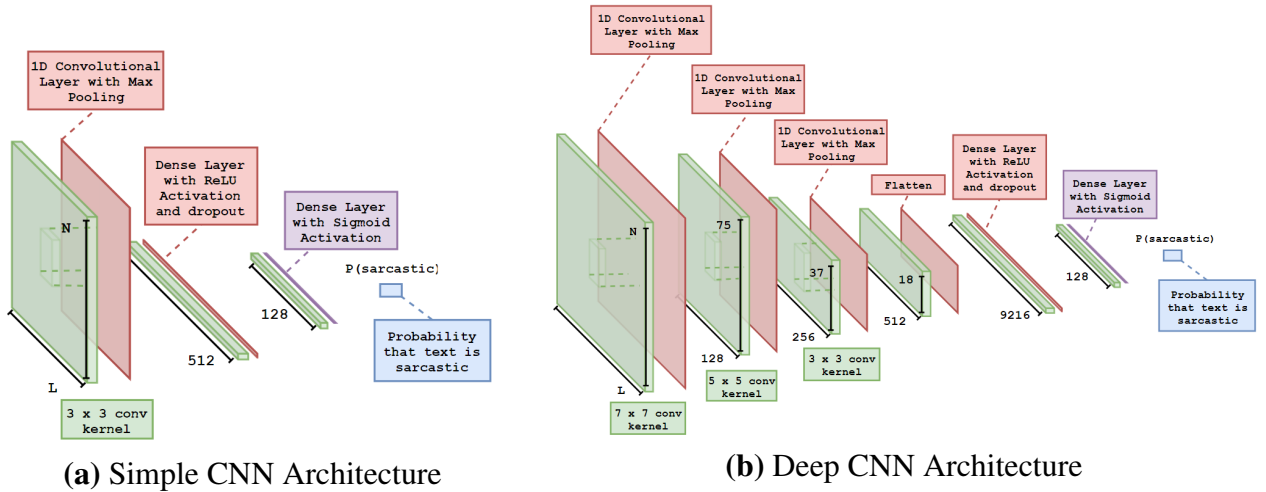 1D Convolutional
Layer with Max
Pooling
Dense Layer
with ReLU
Activation
and dropout
Dense Layer
with Sigmoid
Activation
P(sarcastic)
Probability
that text is
sarcastic
N
L
512
128
3 x 3 conv
kernel
(a) Simple CNN Architecture
1D Convolutional
Layer with Max
Pooling
1D Convolutional
Layer with Max
Pooling
1D Convolutional
Layer with Max
Pooling
Flatten
Dense Layer
with ReLU
Activation
and dropout
Dense Layer
with Sigmoid
Activation
P(sarcastic)
Probability
that text is
sarcastic
N
75
37
18
L
128
256
512
9216
128
7 x 7 conv
kernel
5 x 5 conv
kernel
3 x 3 conv
kernel
(b) Deep CNN Architecture